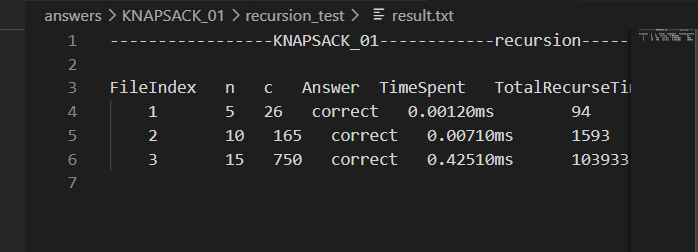 answers > KNAPSACK_01 > recursion_test > result.txt
1 -----------------KNAPSACK_01------------recursion-----
2
3 FileIndex n c Answer TimeSpent TotalRecurseTi
4 1 5 26 correct 0.00120ms 94
5 2 10 165 correct 0.00710ms 1593
6 3 15 750 correct 0.42510ms 103933
7